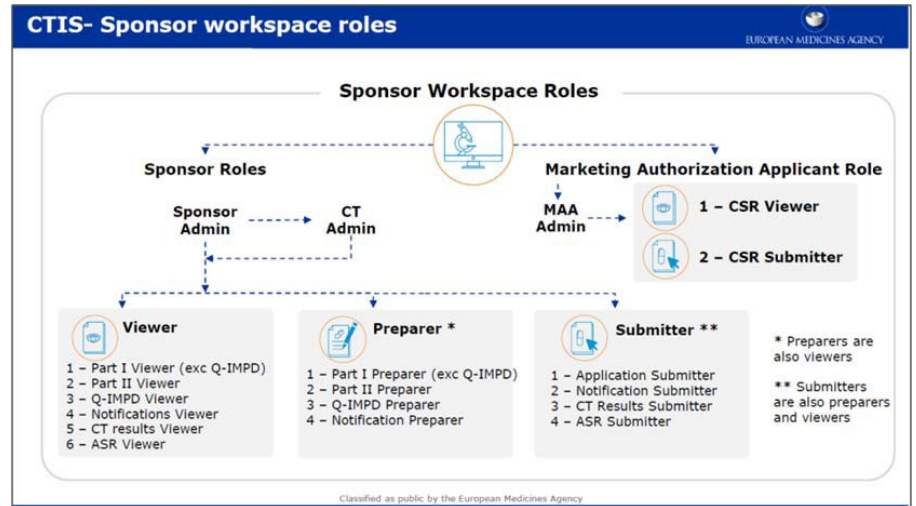 CTIS- Sponsor workspace roles
EUROPEAN MEDICINES AGENCY
Sponsor Workspace Roles
Sponsor Roles
Marketing Authorization Applicant Role
Sponsor
Admin
CT
Admin
MAA
Admin
1 – CSR Viewer
2 – CSR Submitter
Viewer
1 – Part I Viewer (exc Q-IMPD)
2 – Part II Viewer
3 – Q-IMPD Viewer
4 – Notifications Viewer
5 – CT results Viewer
6 – ASR Viewer
Preparer *
1 – Part I Preparer (exc Q-IMPD)
2 – Part II Preparer
3 – Q-IMPD Preparer
4 – Notification Preparer
Submitter **
1 – Application Submitter
2 – Notification Submitter
3 – CT Results Submitter
4 – ASR Submitter
* Preparers are
also viewers
** Submitters
are also preparers
and viewers
Classified as public by the European Medicines Agency